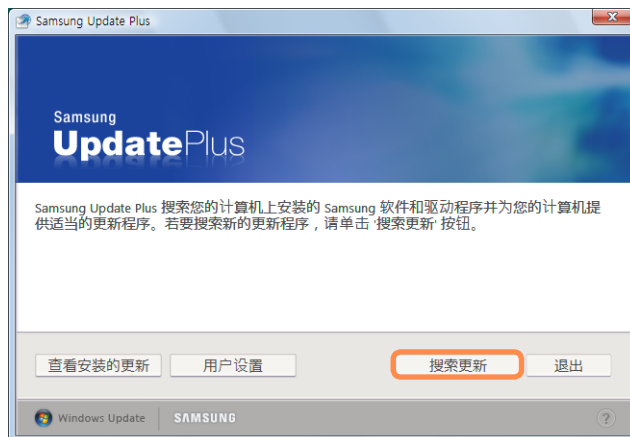 Samsung Update Plus
Samsung
UpdatePlus
Samsung Update Plus 搜索您的计算机上安装的 Samsung 软件和驱动程序并为您的计算机提
供适当的更新程序。若要搜索新的更新程序，请单击 '搜索更新' 按钮。
查看安装的更新 用户设置 搜索更新 退出
Windows Update SAMSUNG ?